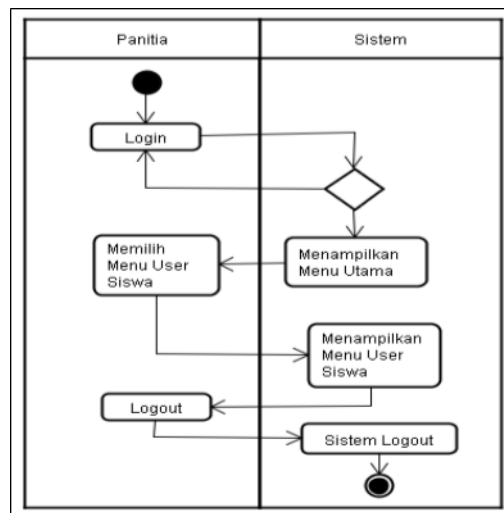 Panitia
Sistem
Login
Menampilkan
Menu Utama
Memilih
Menu User
Siswa
Menampilkan
Menu User
Siswa
Logout
Sistem Logout